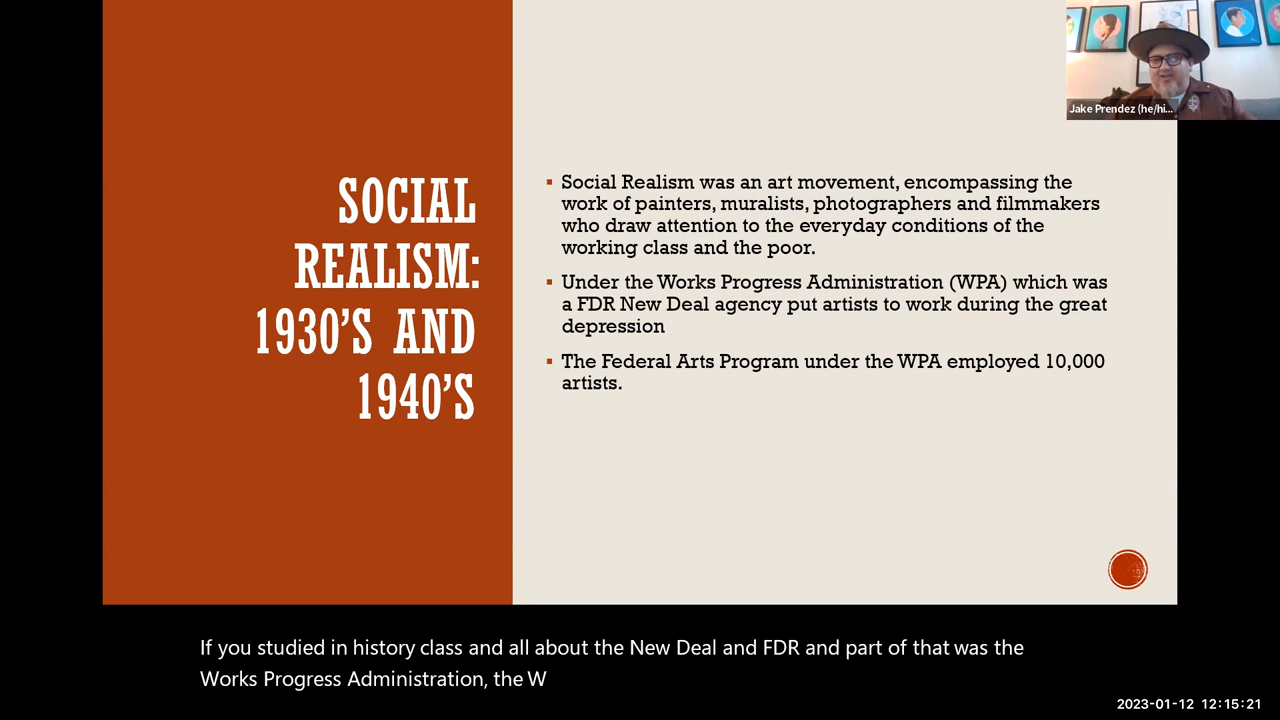 SOCIAL
REALISM:
1930'S AND
1940'S
▪ Social Realism was an art movement, encompassing the
work of painters, muralists, photographers and filmmakers
who draw attention to the everyday conditions of the
working class and the poor.
▪ Under the Works Progress Administration (WPA) which was
a FDR New Deal agency put artists to work during the great
depression
▪ The Federal Arts Program under the WPA employed 10,000
artists.
Jake Prendez (he/hi...
If you studied in history class and all about the New Deal and FDR and part of that was the
Works Progress Administration, the W
2023-01-12 12:15:21